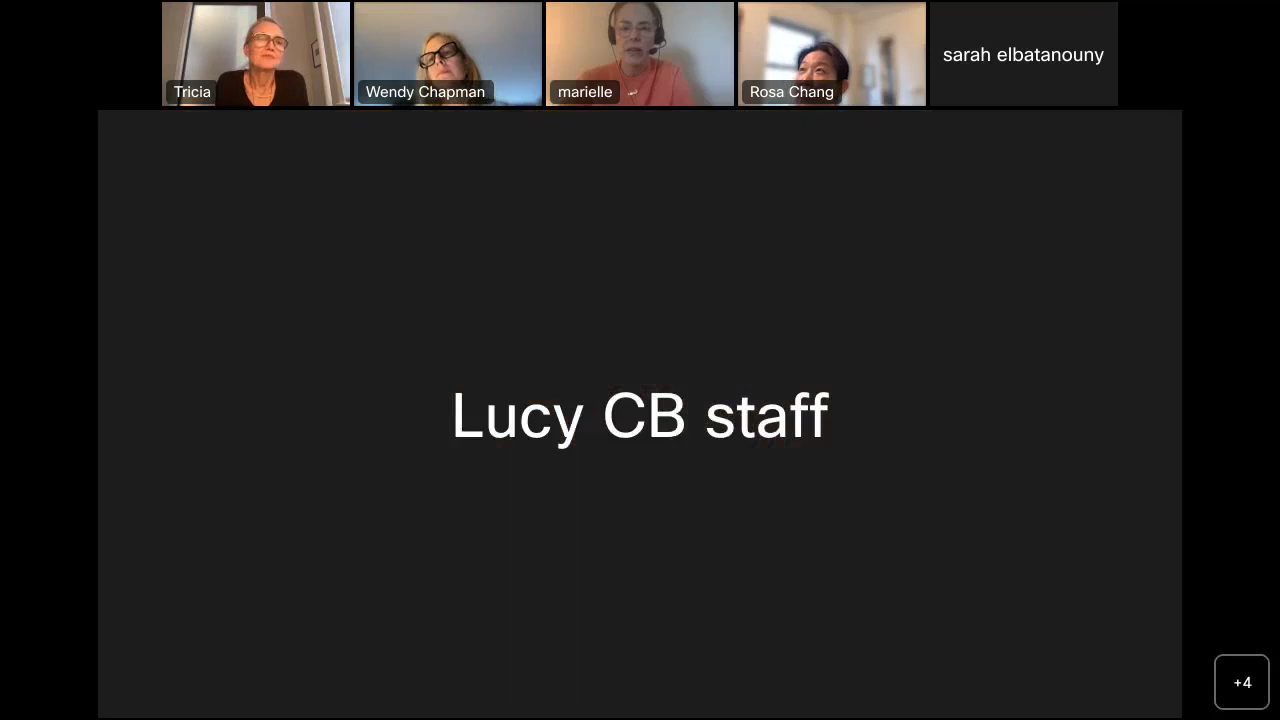 Tricia
Wendy Chapman
marielle
Rosa Chang
sarah elbatanouny
Lucy CB staff
+4